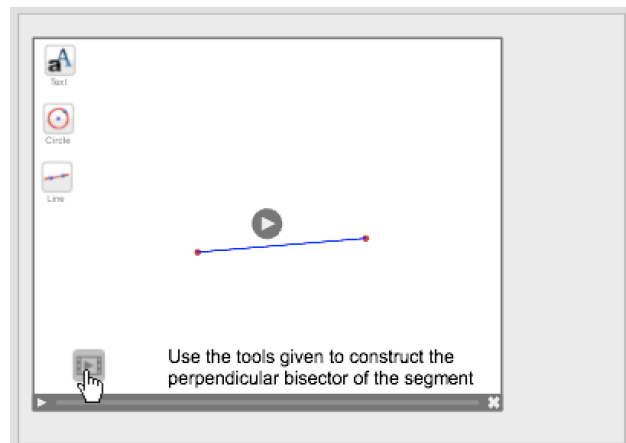 Text
Circle
Line
Use the tools given to construct the
perpendicular bisector of the segment